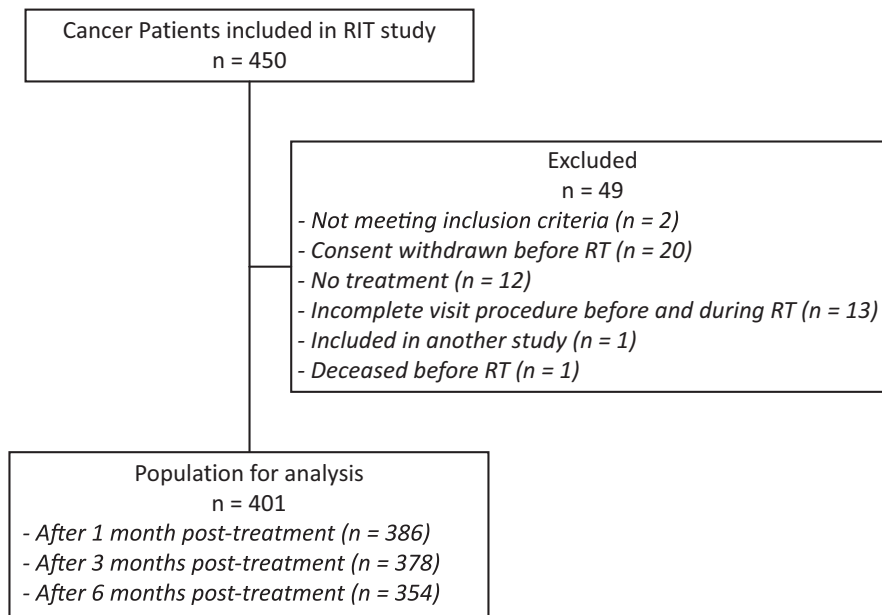 Cancer Patients included in RIT study
n = 450
Excluded
n = 49
- Not meeting inclusion criteria (n = 2)
- Consent withdrawn before RT (n = 20)
- No treatment (n = 12)
- Incomplete visit procedure before and during RT (n = 13)
- Included in another study (n = 1)
- Deceased before RT (n = 1)
Population for analysis
n = 401
- After 1 month post-treatment (n = 386)
- After 3 months post-treatment (n = 378)
- After 6 months post-treatment (n = 354)